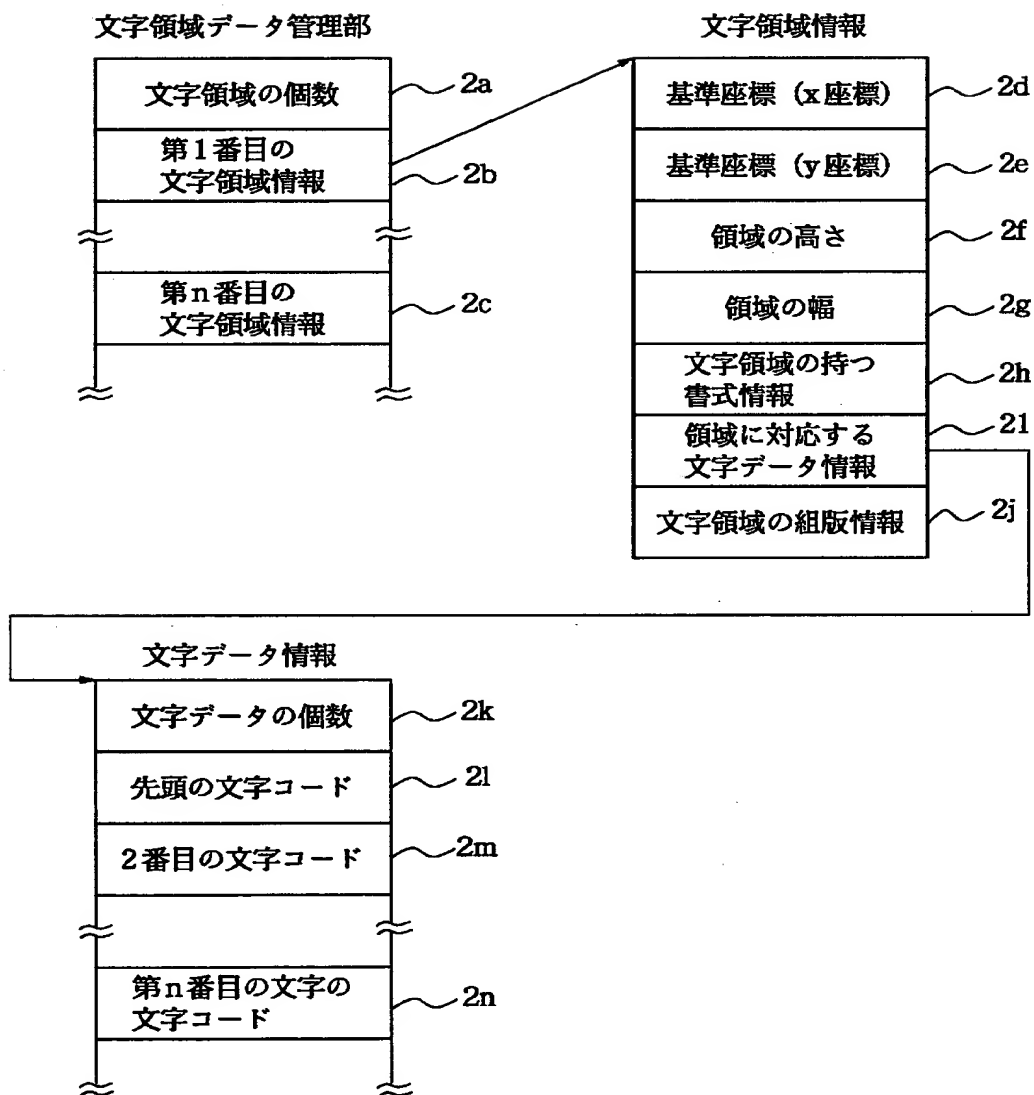 文字領域データ管理部
文字領域の個数
2a
第1番目の
文字領域情報
2b
第n番目の
文字領域情報
2c
文字領域情報
基準座標 (x座標)
2d
基準座標 (y座標)
2e
領域の高さ
2f
領域の幅
2g
文字領域の持つ
書式情報
2h
領域に対応する
文字データ情報
2l
文字領域の組版情報
2j
文字データ情報
文字データの個数
2k
先頭の文字コード
2l
2番目の文字コード
2m
第n番目の文字の
文字コード
2n